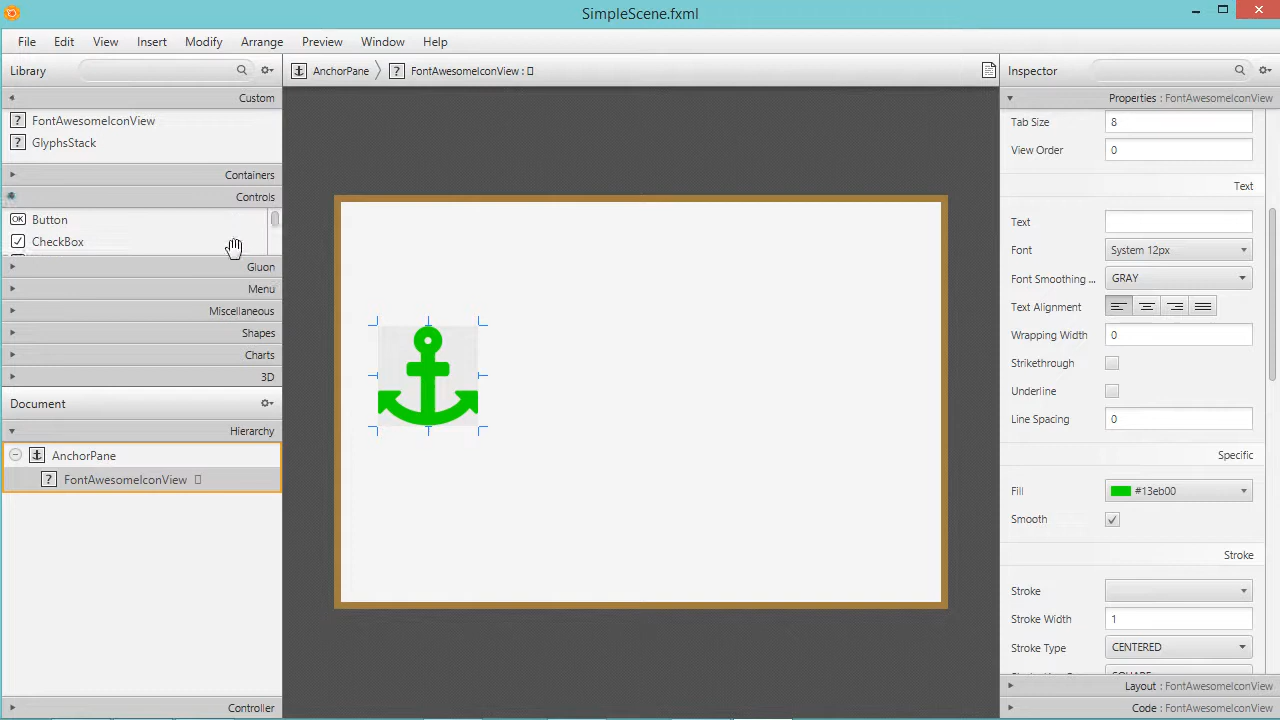 SimpleScene.fxml
File Edit View Insert Modify Arrange Preview Window Help
Library
Custom
FontAwesomeIconView
GlyphsStack
Containers
Controls
OK Button
CheckBox
Gluon
Menu
Miscellaneous
Shapes
Charts
3D
Document
Hierarchy
AnchorPane
? FontAwesomeIconView
Controller
AnchorPane ? FontAwesomeIconView :
Inspector
Properties : FontAwesomeIconView
Tab Size 8
View Order 0
Text
Text
Font System 12px
Font Smoothing ... GRAY
Text Alignment
Wrapping Width 0
Strikethrough
Underline
Line Spacing 0
Specific
Fill #13eb00
Smooth
Stroke
Stroke
Stroke Width 1
Stroke Type CENTERED
Layout : FontAwesomeIconView
Code : FontAwesomeIconView